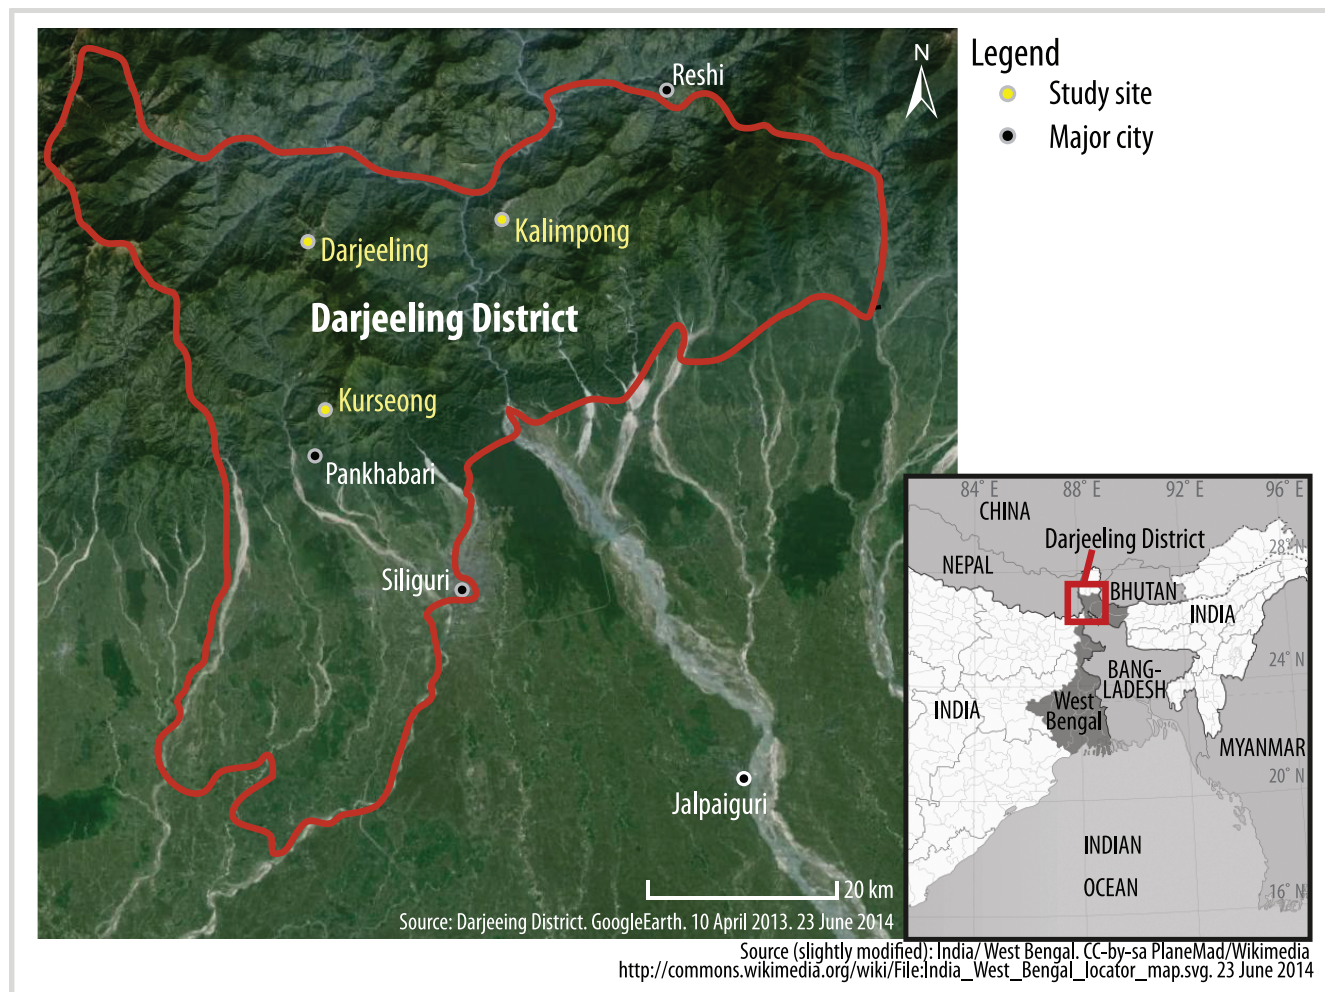 N
Legend
Study site
Major city
Reshi
Kalimpong
Darjeeling
Darjeeling District
Kurseong
Pankhabari
Siliguri
Jalpaiguri
20 km
Source: Darjeeing District. GoogleEarth. 10 April 2013. 23 June 2014
84° E
88° E
92° E
96° E
CHINA
Darjeeling District
28° N
NEPAL
BHUTAN
INDIA
24° N
BANG-
LADESH
West
Bengal
INDIA
MYANMAR
20° N
INDIAN
OCEAN
16° N
Source (slightly modified): India/ West Bengal. CC-by-sa PlaneMad/Wikimedia
http://commons.wikimedia.org/wiki/File:India_West_Bengal_locator_map.svg. 23 June 2014